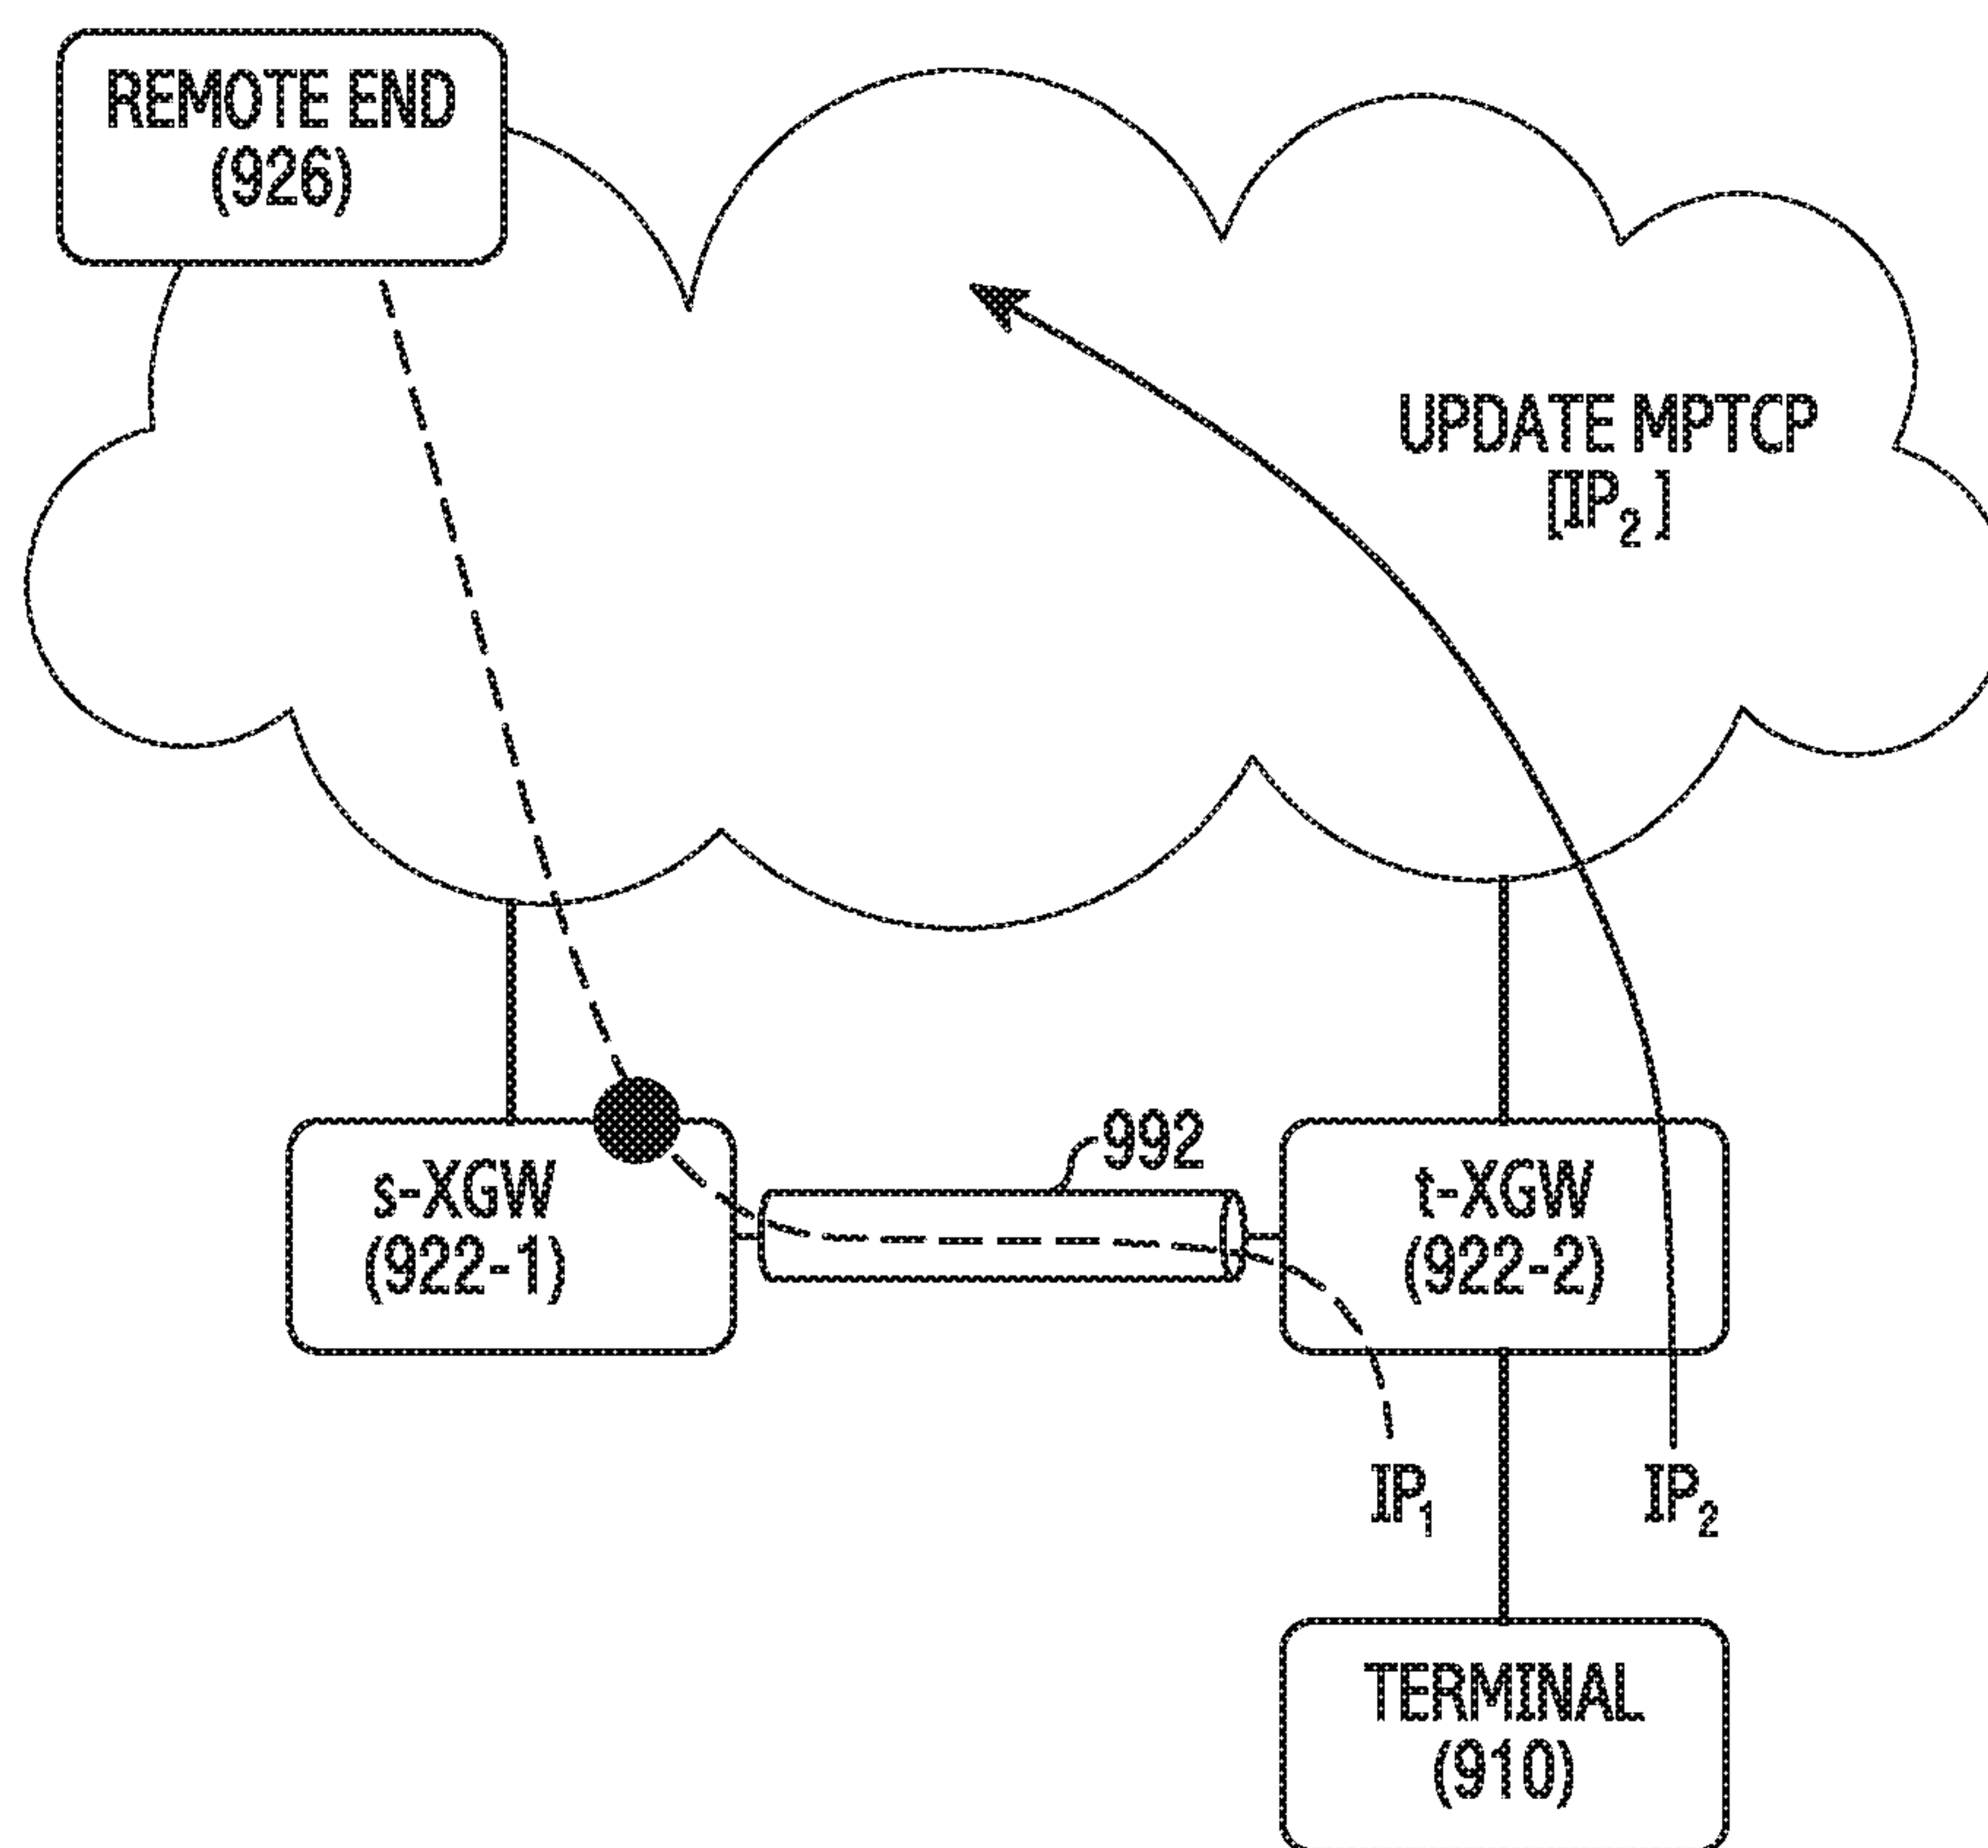 REMOTE END
(926)
UPDATE MPTCP
[IP₂]
992
s-XGW
(922-1)
t-XGW
(922-2)
IP₁
IP₂
TERMINAL
(910)